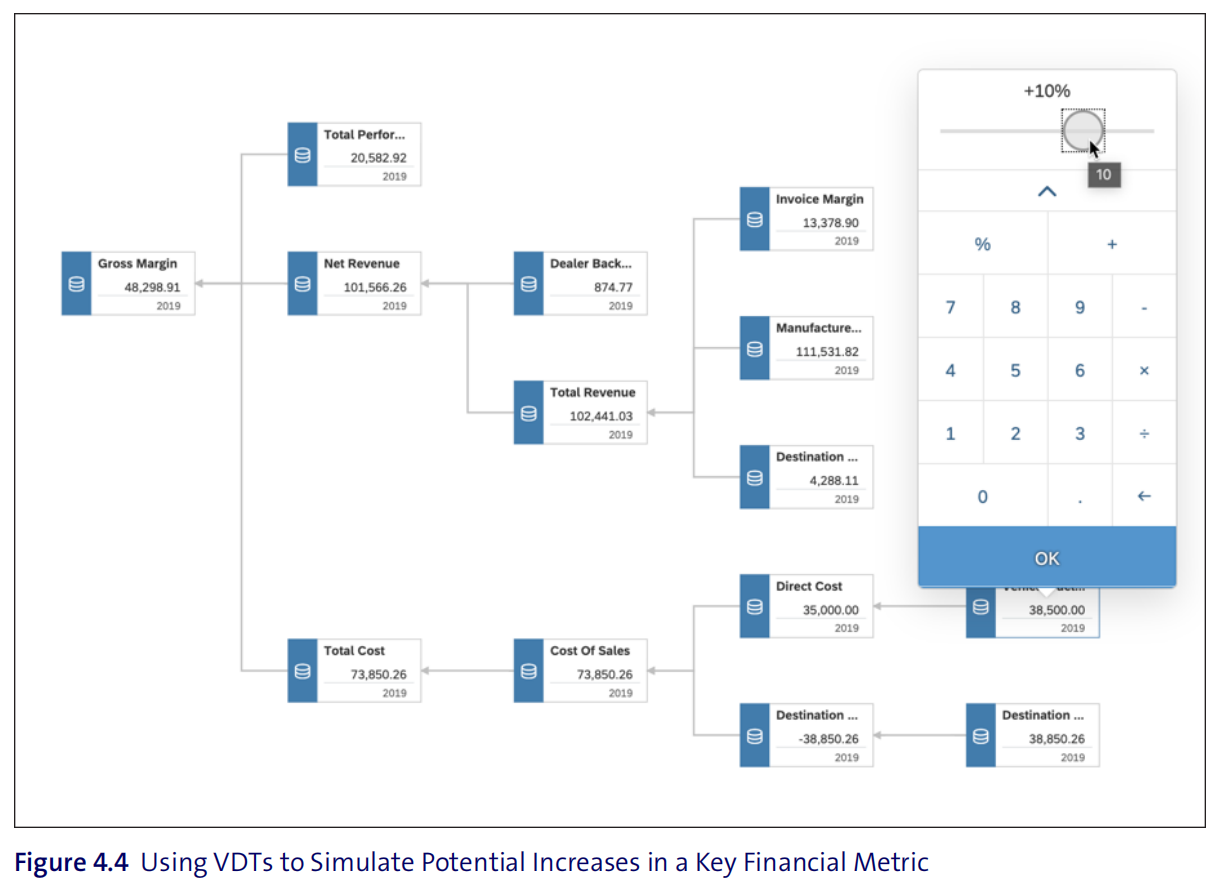 Total Perfor...
20,582.92
2019
Gross Margin
48,298.91
2019
Net Revenue
101,566.26
2019
Dealer Back...
874.77
2019
Total Revenue
102,441.03
2019
Invoice Margin
13,378.90
2019
Manufacture...
111,531.82
2019
Destination ...
4,288.11
2019
Total Cost
73,850.26
2019
Cost Of Sales
73,850.26
2019
Direct Cost
35,000.00
2019
38,500.00
2019
Destination ...
-38,850.26
2019
Destination ...
38,850.26
2019
+10%
10
% +
7 8 9 -
4 5 6 ×
1 2 3 ÷
0 . ←
OK
Figure 4.4 Using VDTs to Simulate Potential Increases in a Key Financial Metric